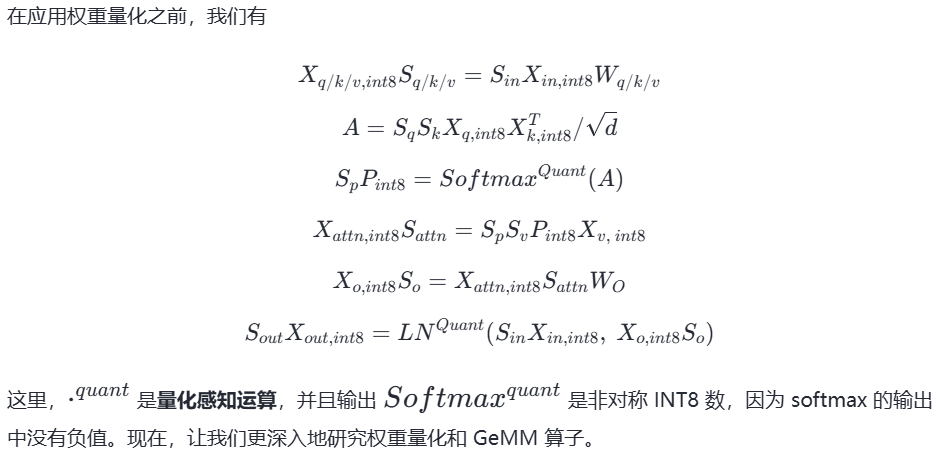 在应用权重量化之前，我们有
$X_{q/k/v,int8}S_{q/k/v} = S_{in}X_{in,int8}W_{q/k/v}$
$A = S_qS_kX_{q,int8}X_{k,int8}^T/\sqrt{d}$
$S_pP_{int8} = Softmax^{Quant}(A)$
$X_{attn,int8}S_{attn} = S_pS_vP_{int8}X_{v,int8}$
$X_{o,int8}S_o = X_{attn,int8}S_{attn}W_O$
$S_{out}X_{out,int8} = LN^{Quant}(S_{in}X_{in,int8}, X_{o,int8}S_o)$
这里，$\cdot^{quant}$ 是量化感知运算，并且输出 $Softmax^{quant}$ 是非对称 INT8 数，因为 softmax 的输出
中没有负值。现在，让我们更深入地研究权重量化和 GeMM 算子。